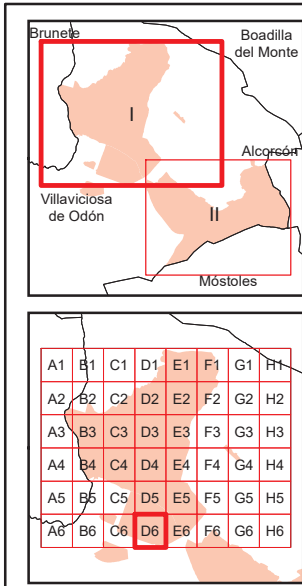 Brunete
Boadilla
del Monte
I
Alcorcón
Villaviciosa
de Odón
II
Móstoles
A1 B1 C1 D1 E1 F1 G1 H1
A2 B2 C2 D2 E2 F2 G2 H2
A3 B3 C3 D3 E3 F3 G3 H3
A4 B4 C4 D4 E4 F4 G4 H4
A5 B5 C5 D5 E5 F5 G5 H5
A6 B6 C6 D6 E6 F6 G6 H6